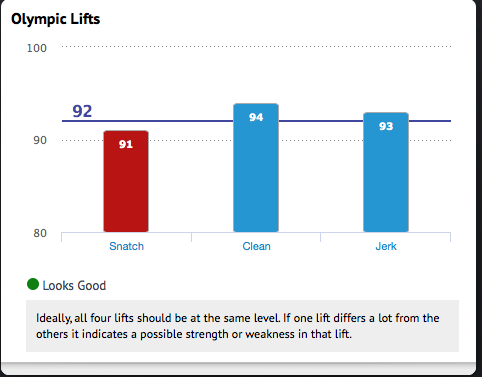 Olympic Lifts
100
92
94
93
91
90
80
Snatch Clean Jerk
Looks Good
Ideally, all four lifts should be at the same level. If one lift differs a lot from the
others it indicates a possible strength or weakness in that lift.